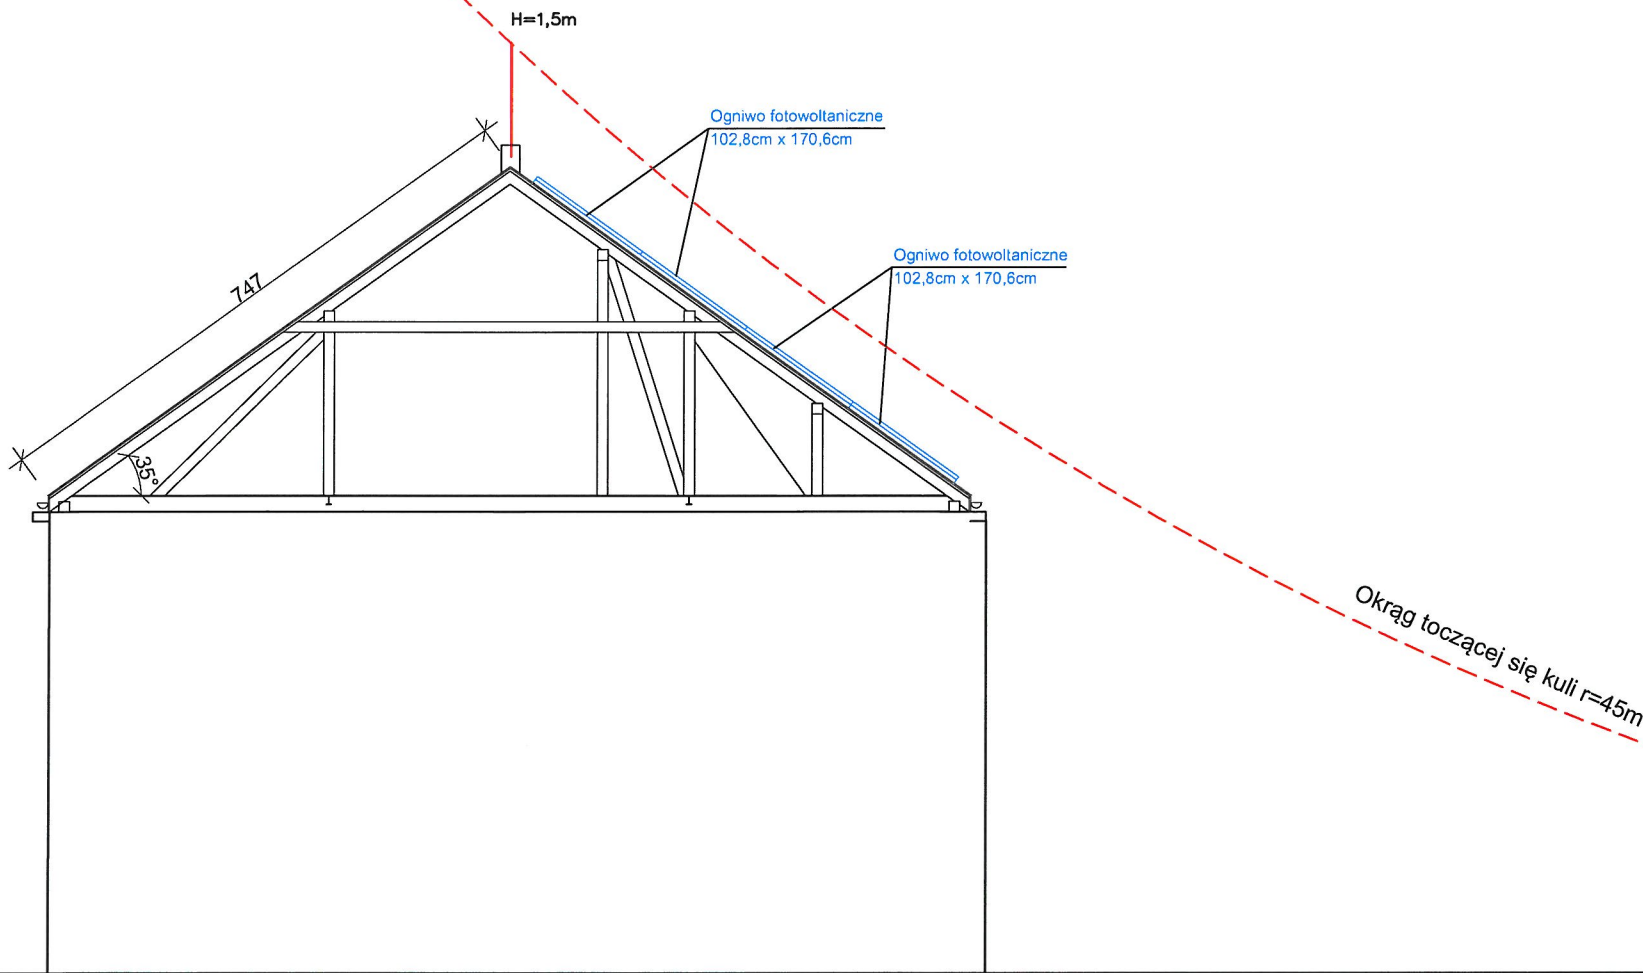 H=1,5m
Ogniwo fotowoltaniczne
102,8cm x 170,6cm
Ogniwo fotowoltaniczne
102,8cm x 170,6cm
747
35°
Okrąg toczącej się kuli r=45m